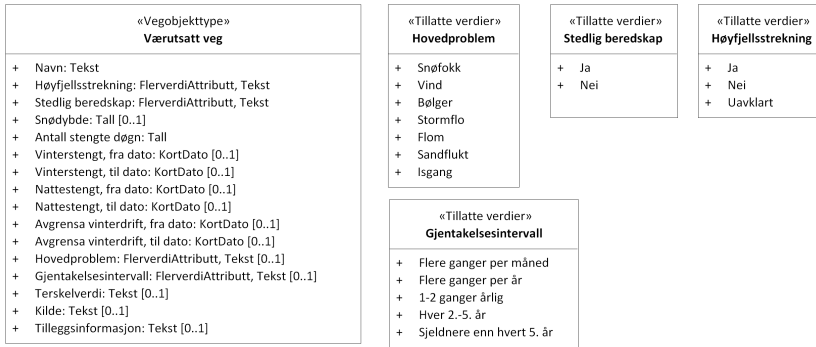 «Vegobjekttype»
Værutsatt veg
+ Navn: Tekst
+ Høyfjellsstrekning: FlerverdiAttributt, Tekst
+ Stedlig beredskap: FlerverdiAttributt, Tekst
+ Snødybde: Tall [0..1]
+ Antall stengte døgn: Tall
+ Vinterstengt, fra dato: KortDato [0..1]
+ Vinterstengt, til dato: KortDato [0..1]
+ Nattestengt, fra dato: KortDato [0..1]
+ Nattestengt, til dato: KortDato [0..1]
+ Avgrensa vinterdrift, fra dato: KortDato [0..1]
+ Avgrensa vinterdrift, til dato: KortDato [0..1]
+ Hovedproblem: FlerverdiAttributt, Tekst [0..1]
+ Gjentakelsesintervall: FlerverdiAttributt, Tekst [0..1]
+ Terskelverdi: Tekst [0..1]
+ Kilde: Tekst [0..1]
+ Tilleggsinformasjon: Tekst [0..1]
«Tillatte verdier»
Hovedproblem
+ Snøfokk
+ Vind
+ Bølger
+ Stormflo
+ Flom
+ Sandflukt
+ Isgang
«Tillatte verdier»
Stedlig beredskap
+ Ja
+ Nei
«Tillatte verdier»
Høyfjellsstrekning
+ Ja
+ Nei
+ Uavklart
«Tillatte verdier»
Gjentakelsesintervall
+ Flere ganger per måned
+ Flere ganger per år
+ 1-2 ganger årlig
+ Hver 2.-5. år
+ Sjeldnere enn hvert 5. år